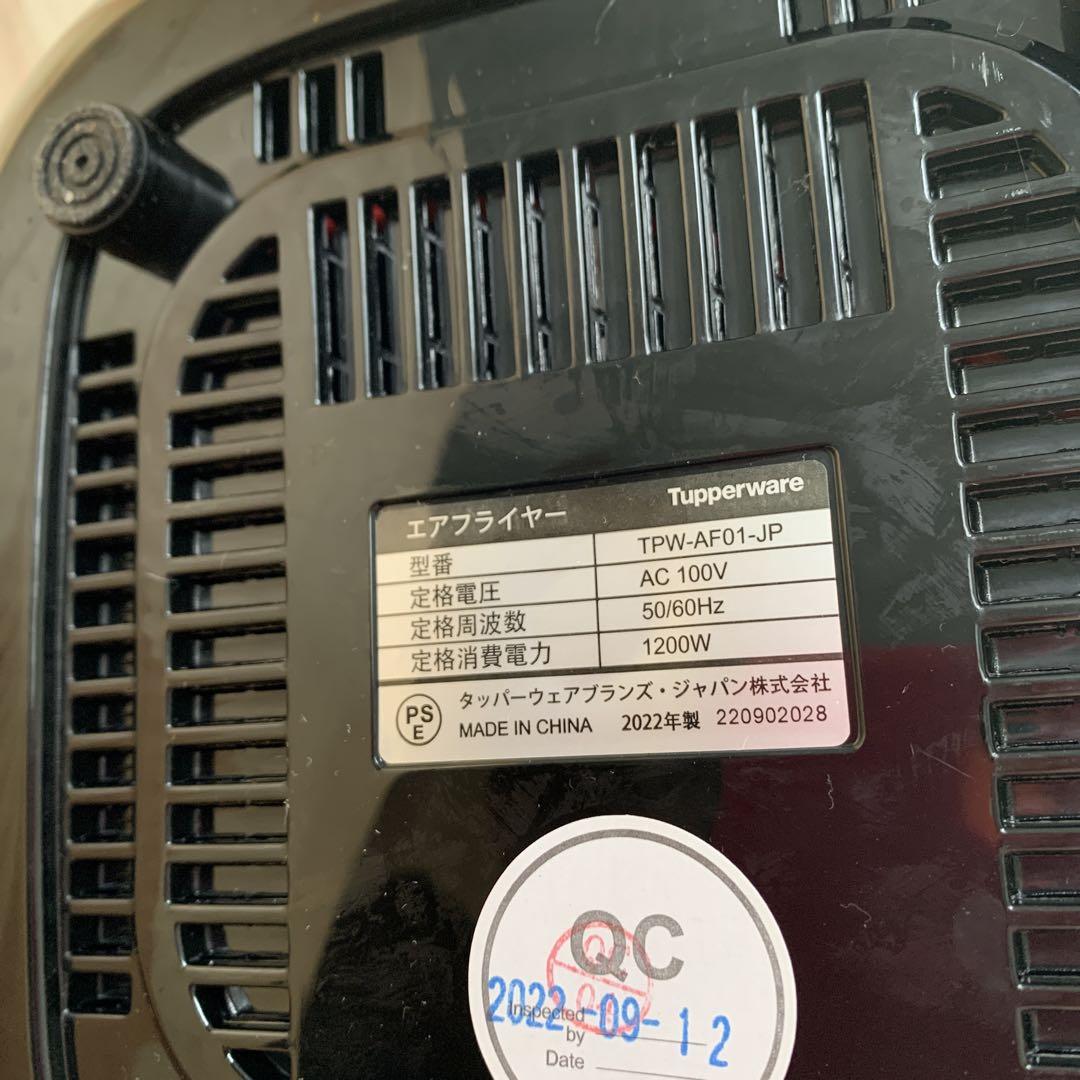 エアフライヤー Tupperware
型番 TPW-AF01-JP
定格電圧 AC 100V
定格周波数 50/60Hz
定格消費電力 1200W
PS
E
タッパーウェアブランズ・ジャパン株式会社
MADE IN CHINA 2022年製 220902028
QC
2022-09-12
Inspected
by
Date